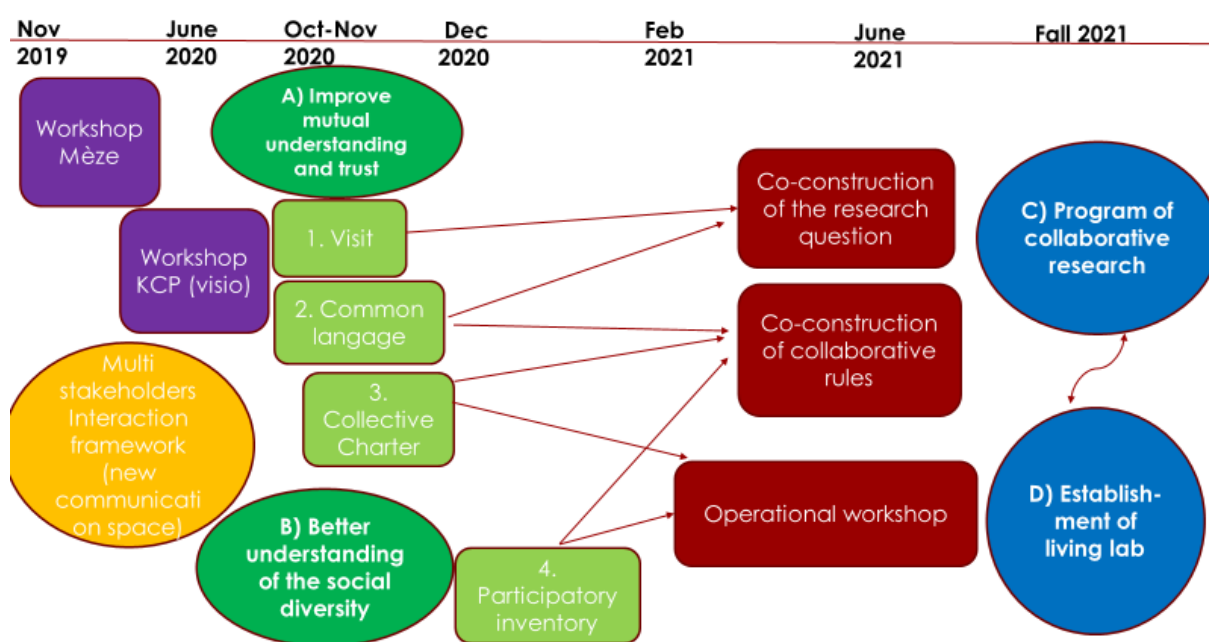 Nov
2019
June
2020
Oct-Nov
2020
Dec
2020
Feb
2021
June
2021
Fall 2021
Workshop
Mèze
A) Improve
mutual
understanding
and trust
Workshop
KCP (visio)
1. Visit
2. Common
langage
3.
Collective
Charter
Multi
stakeholders
Interaction
framework
(new
communicati
on space)
B) Better
understanding
of the social
diversity
4.
Participatory
inventory
Co-construction
of the research
question
Co-construction
of collaborative
rules
Operational workshop
C) Program of
collaborative
research
D) Establish-
ment of
living lab